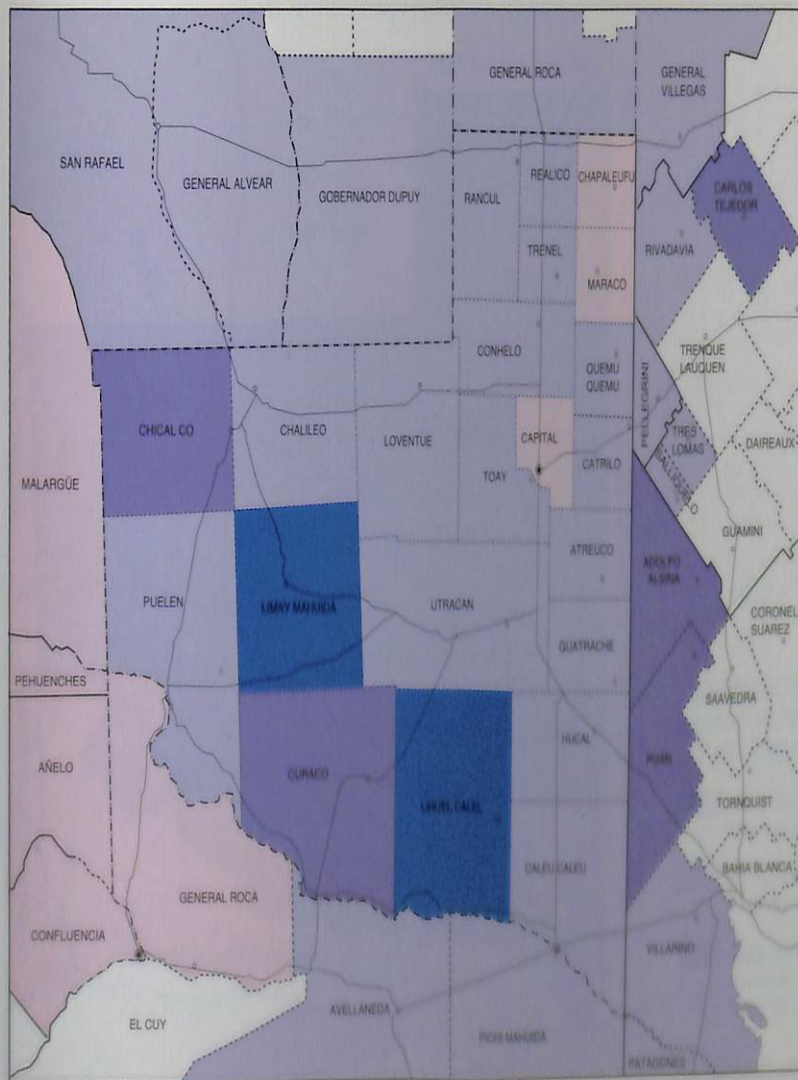 GENERAL ROCA
GENERAL
VILLEGAS
SAN RAFAEL
GENERAL ALVEAR
GOBERNADOR DUPUY
RANCUL
REALICO
CHAPALEUFU
CARLOS
TEJEDOR
TRENEL
MARACO
RIVADAVIA
CONHELO
QUEMU
QUEMU
PELLEGRINI
TRENQUE
LAUQUEN
CHICAL CO
CHALILEO
LOVENTUE
CAPITAL
TOAY
CATRILO
TRES
LOMAS
SALLIQUELO
DAIREAUX
MALARGÜE
GUAMINI
PUELEN
LIMAY MAHUIDA
UTRACAN
ATREUCO
ADOLFO
ALSINA
CORONEL
SUAREZ
GUATRACHE
PEHUENCHES
SAAVEDRA
AÑELO
CURACO
LIHUEL CALEL
HUCAL
PUAN
TORNQUIST
CALEU CALEU
BAHIA BLANCA
GENERAL ROCA
CONFLUENCIA
VILLARINO
EL CUY
AVELLANEDA
PICHI MAHUIDA
PATAGONES